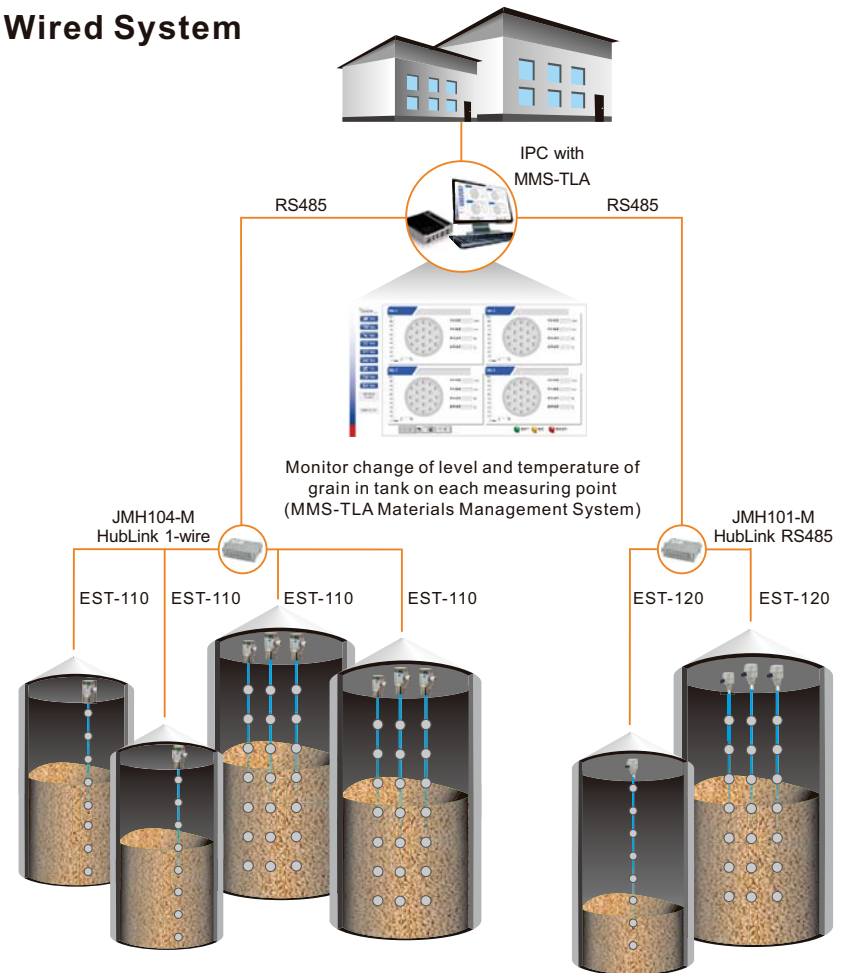 Wired System
IPC with
MMS-TLA
RS485
RS485
Monitor change of level and temperature of
grain in tank on each measuring point
(MMS-TLA Materials Management System)
JMH104-M
HubLink 1-wire
JMH101-M
HubLink RS485
EST-110
EST-110
EST-110
EST-110
EST-120
EST-120